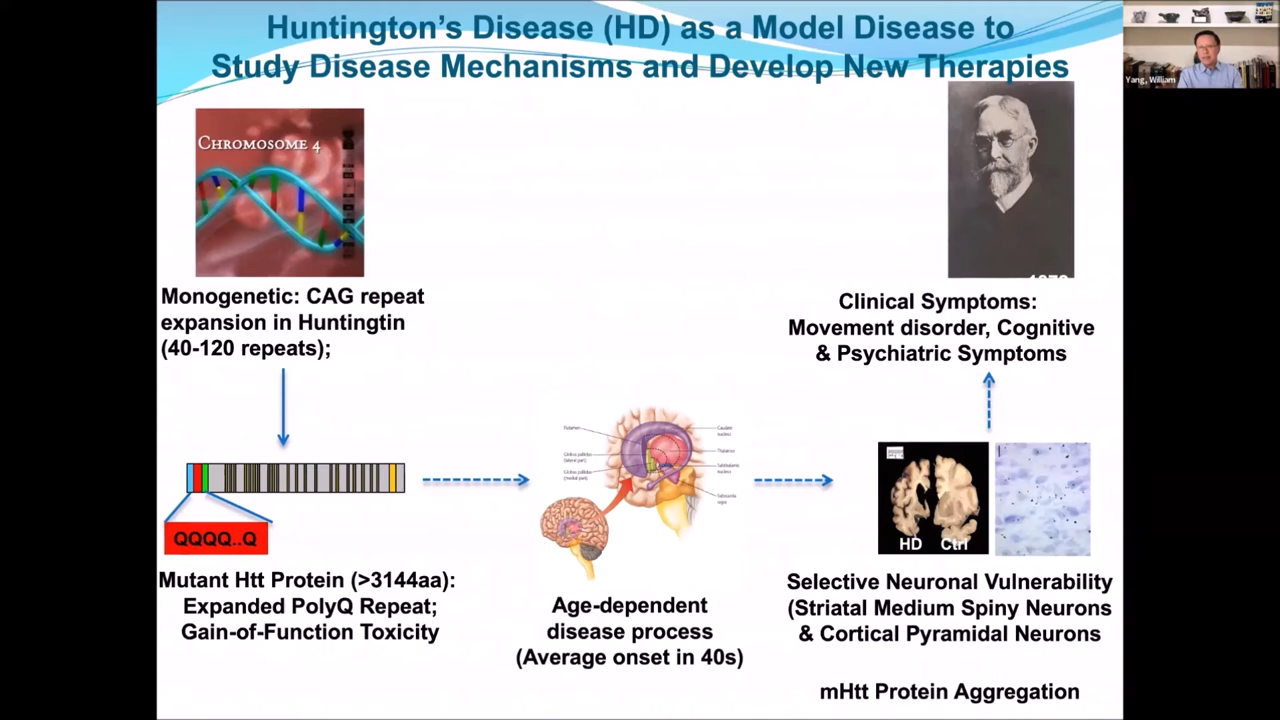 Huntington's Disease (HD) as a Model Disease to
Study Disease Mechanisms and Develop New Therapies
Yang, William
CHROMOSOME 4
Monogenetic: CAG repeat
expansion in Huntingtin
(40-120 repeats);
Clinical Symptoms:
Movement disorder, Cognitive
& Psychiatric Symptoms
QQQQ..Q
Mutant Htt Protein (>3144aa):
Expanded PolyQ Repeat;
Gain-of-Function Toxicity
Caudate
nucleus
Thalamus
Age-dependent
disease process
(Average onset in 40s)
HD
Ctrl
Selective Neuronal Vulnerability
(Striatal Medium Spiny Neurons
& Cortical Pyramidal Neurons
mHtt Protein Aggregation